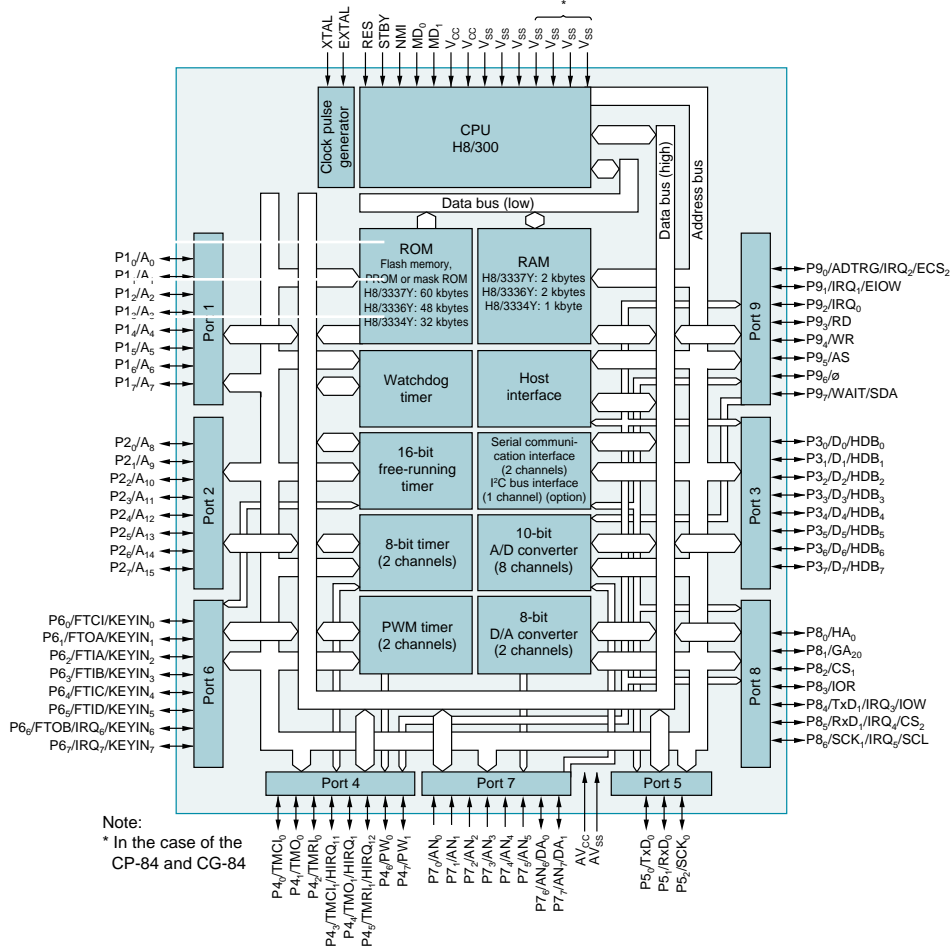 *
XTAL
EXTAL
RES
STBY
NMI
MD₀
MD₁
V_CC
V_CC
V_SS
V_SS
V_SS
V_SS
V_SS
V_SS
V_SS
Clock pulse
generator
CPU
H8/300
Data bus (low)
Data bus (high)
Address bus
ROM
Flash memory,
PROM or mask ROM
H8/3337Y: 60 kbytes
H8/3336Y: 48 kbytes
H8/3334Y: 32 kbytes
RAM
H8/3337Y: 2 kbytes
H8/3336Y: 2 kbytes
H8/3334Y: 1 kbyte
Watchdog
timer
Host
interface
16-bit
free-running
timer
Serial communi-
cation interface
(2 channels)
I²C bus interface
(1 channel) (option)
8-bit timer
(2 channels)
10-bit
A/D converter
(8 channels)
PWM timer
(2 channels)
8-bit
D/A converter
(2 channels)
P1₀/A₀
P1₂/A₂
P1₄/A₄
P1₅/A₅
P1₆/A₆
P1₇/A₇
Port 1
P2₀/A₈
P2₁/A₉
P2₂/A₁₀
P2₃/A₁₁
P2₄/A₁₂
P2₅/A₁₃
P2₆/A₁₄
P2₇/A₁₅
Port 2
P6₀/FTCI/KEYIN₀
P6₁/FTOA/KEYIN₁
P6₂/FTIA/KEYIN₂
P6₃/FTIB/KEYIN₃
P6₄/FTIC/KEYIN₄
P6₅/FTID/KEYIN₅
P6₆/FTOB/IRQ₆/KEYIN₆
P6₇/IRQ₇/KEYIN₇
Port 6
Port 9
P9₀/ADTRG/IRQ₂/ECS₂
P9₁/IRQ₁/EIOW
P9₂/IRQ₀
P9₃/RD
P9₄/WR
P9₅/AS
P9₆/ø
P9₇/WAIT/SDA
Port 3
P3₀/D₀/HDB₀
P3₁/D₁/HDB₁
P3₂/D₂/HDB₂
P3₃/D₃/HDB₃
P3₄/D₄/HDB₄
P3₅/D₅/HDB₅
P3₆/D₆/HDB₆
P3₇/D₇/HDB₇
Port 8
P8₀/HA₀
P8₁/GA₂₀
P8₂/CS₁
P8₃/IOR
P8₄/TxD₁/IRQ₃/IOW
P8₅/RxD₁/IRQ₄/CS₂
P8₆/SCK₁/IRQ₅/SCL
Port 4
Port 7
Port 5
P4₀/TMCI₀
P4₁/TMO₀
P4₂/TMRI₀
P4₃/TMCI₁/HIRQ₁₁
P4₄/TMO₁/HIRQ₁
P4₅/TMRI₁/HIRQ₁₂
P4₆/PW₀
P4₇/PW₁
P7₀/AN₀
P7₁/AN₁
P7₂/AN₂
P7₃/AN₃
P7₄/AN₄
P7₅/AN₅
P7₆/AN₆/DA₀
P7₇/AN₇/DA₁
AV_CC
AV_SS
P5₀/TxD₀
P5₁/RxD₀
P5₂/SCK₀
Note:
* In the case of the
CP-84 and CG-84